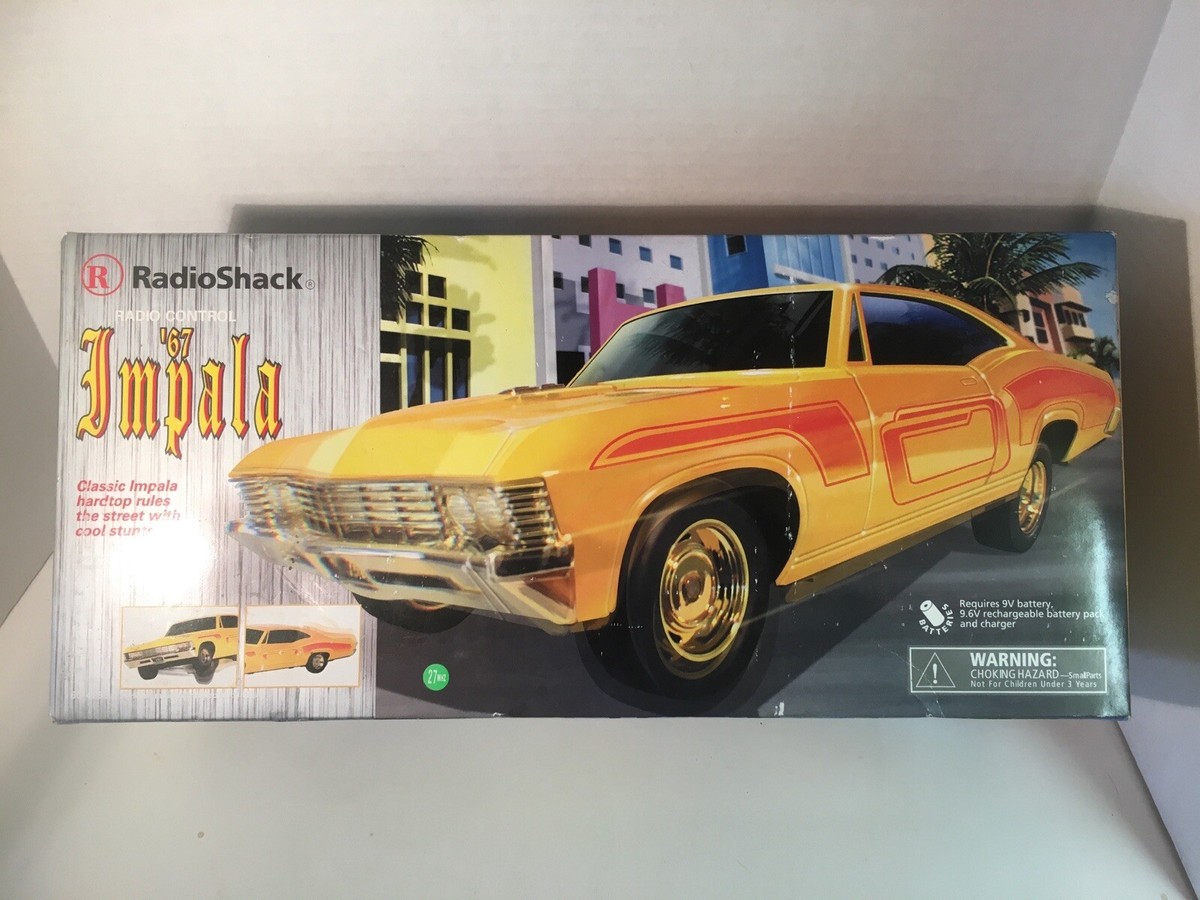 R RadioShack®
RADIO CONTROL
'67
Impala
Classic Impala
hardtop rules
the street with
cool stunts
27MHZ
BATTERIES
Requires 9V battery,
9.6V rechargeable battery pack
and charger
WARNING:
CHOKING HAZARD—Small Parts
Not For Children Under 3 Years